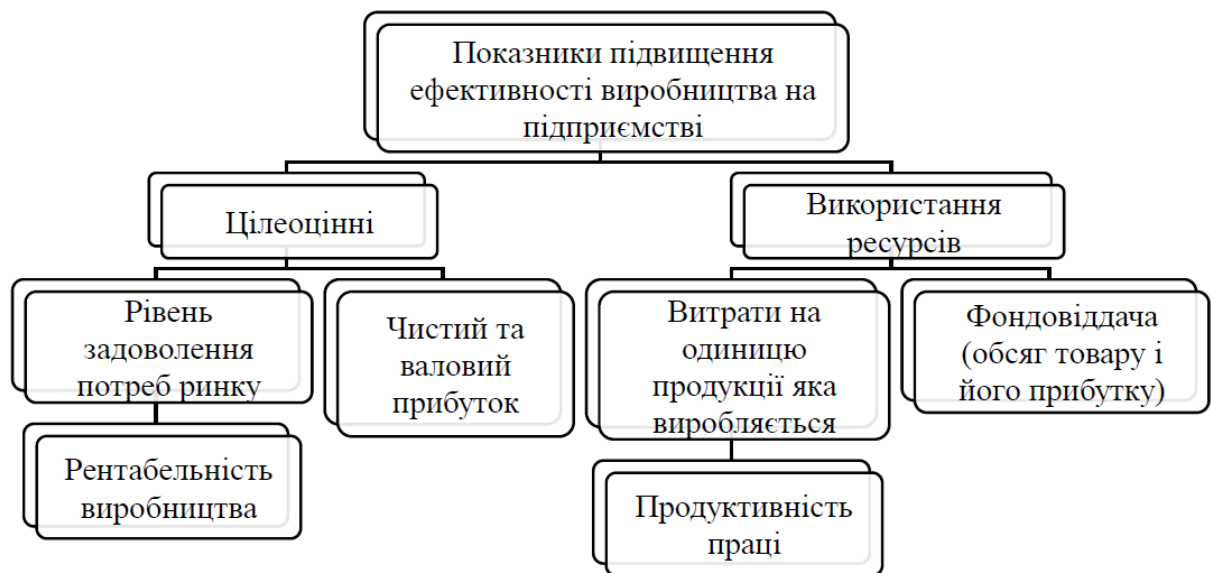 Показники підвищення
ефективності виробництва на
підприємстві
Цілеоцінні
Використання
ресурсів
Рівень
задоволення
потреб ринку
Чистий та
валовий
прибуток
Витрати на
одиницю
продукції яка
виробляється
Фондовіддача
(обсяг товару і
його прибутку)
Рентабельність
виробництва
Продуктивність
праці